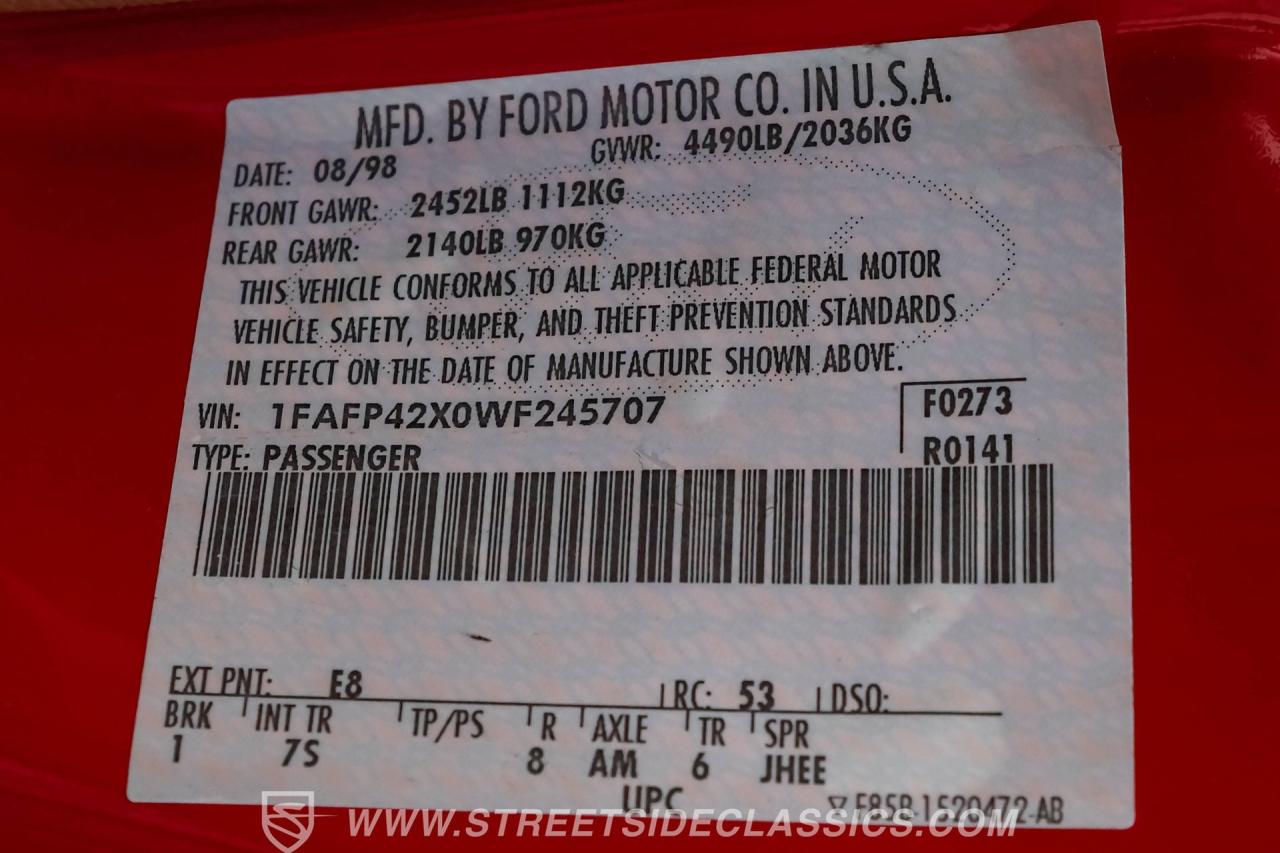 MFD. BY FORD MOTOR CO. IN U.S.A.
DATE: 08/98 GVWR: 4490LB/2036KG
FRONT GAWR: 2452LB 1112KG
REAR GAWR: 2140LB 970KG
THIS VEHICLE CONFORMS TO ALL APPLICABLE FEDERAL MOTOR
VEHICLE SAFETY, BUMPER, AND THEFT PREVENTION STANDARDS
IN EFFECT ON THE DATE OF MANUFACTURE SHOWN ABOVE.
VIN: 1FAFP42X0WF245707 F0273
TYPE: PASSENGER R0141
EXT PNT: E8 RC: 53 DSO:
BRK INT TR TP/PS R AXLE TR SPR
1 7S 8 AM 6 JHEE
UPC F85B-1520472-AB
WWW.STREETSIDECLASSICS.COM